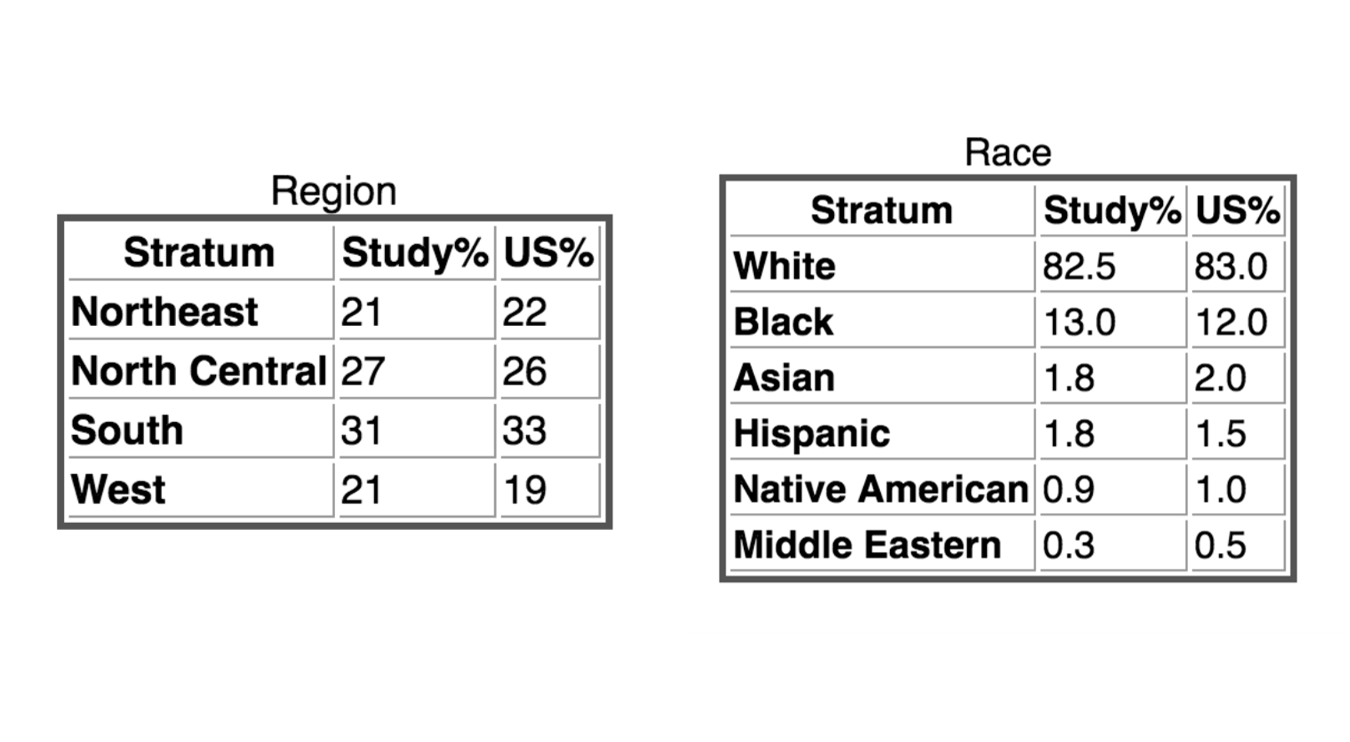 Region
Stratum Study% US%
Northeast 21 22
North Central 27 26
South 31 33
West 21 19
Race
Stratum Study% US%
White 82.5 83.0
Black 13.0 12.0
Asian 1.8 2.0
Hispanic 1.8 1.5
Native American 0.9 1.0
Middle Eastern 0.3 0.5